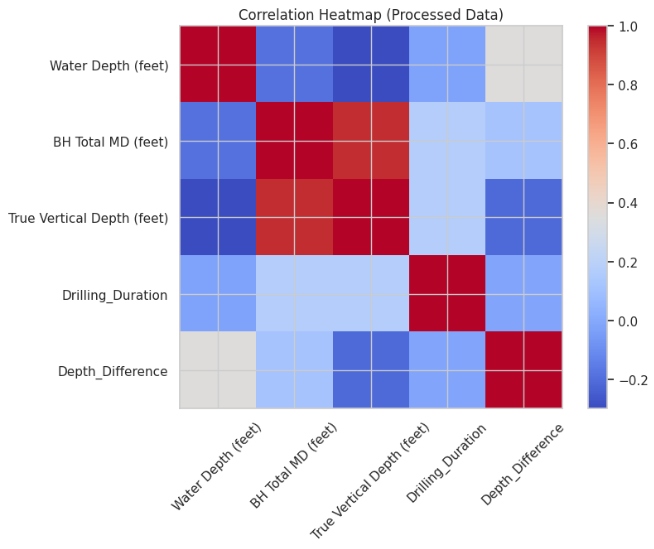 Correlation Heatmap (Processed Data)
Water Depth (feet)
BH Total MD (feet)
True Vertical Depth (feet)
Drilling_Duration
Depth_Difference
Water Depth (feet)
BH Total MD (feet)
True Vertical Depth (feet)
Drilling_Duration
Depth_Difference
1.0
0.8
0.6
0.4
0.2
0.0
−0.2